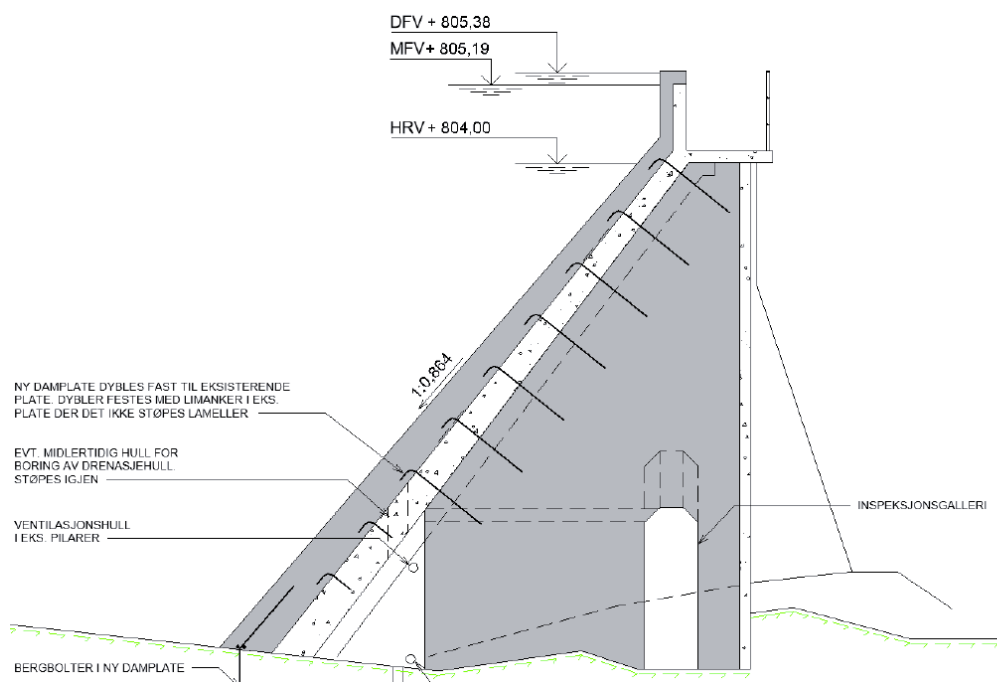 DFV + 805,38
MFV+ 805,19
HRV + 804,00
1:0,864
NY DAMPLATE DYBLES FAST TIL EKSISTERENDE
PLATE. DYBLER FESTES MED LIMANKER I EKS.
PLATE DER DET IKKE STØPES LAMELLER
EVT. MIDLERTIDIG HULL FOR
BORING AV DRENASJEHULL.
STØPES IGJEN
VENTILASJONSHULL
I EKS. PILARER
INSPEKSJONSGALLERI
BERGBOLTER I NY DAMPLATE